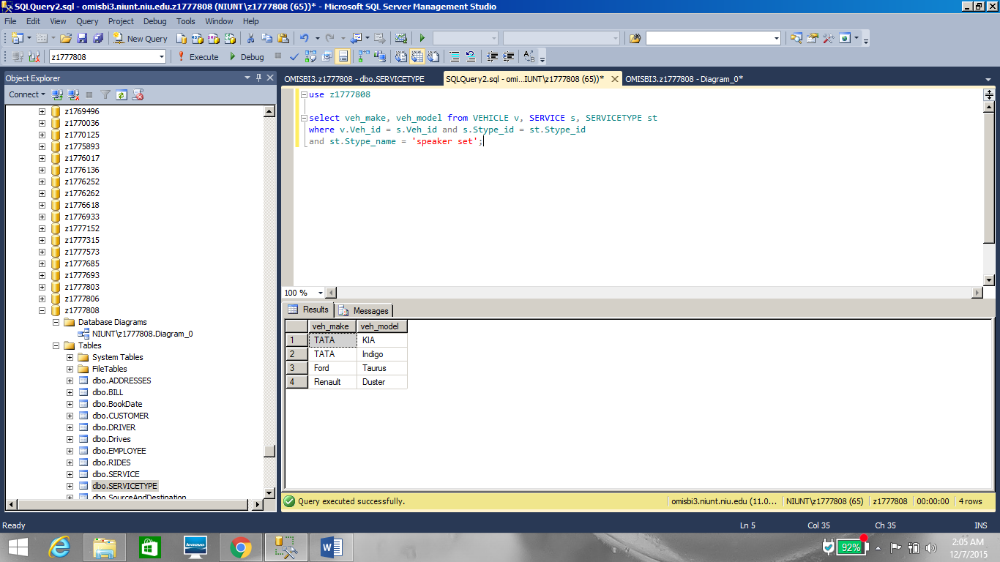 SQLQuery2.sql - omisbi3.niunt.niu.edu.z1777808 (NIUNT\z1777808 (65))* - Microsoft SQL Server Management Studio
File Edit View Query Project Debug Tools Window Help
New Query
z1777808 Execute Debug
Object Explorer
Connect
z1769496
z1770036
z1770125
z1775893
z1776017
z1776136
z1776252
z1776262
z1776618
z1776933
z1777152
z1777315
z1777573
z1777685
z1777693
z1777803
z1777806
z1777808
Database Diagrams
NIUNT\z1777808.Diagram_0
Tables
System Tables
FileTables
dbo.ADDRESSES
dbo.BILL
dbo.BookDate
dbo.CUSTOMER
dbo.DRIVER
dbo.Drives
dbo.EMPLOYEE
dbo.RIDES
dbo.SERVICE
dbo.SERVICETYPE
dbo.SourceAndDestination
OMISBI3.z1777808 - dbo.SERVICETYPE SQLQuery2.sql - omi...IUNT\z1777808 (65))* OMISBI3.z1777808 - Diagram_0*
use z1777808
select veh_make, veh_model from VEHICLE v, SERVICE s, SERVICETYPE st
where v.Veh_id = s.Veh_id and s.Stype_id = st.Stype_id
and st.Stype_name = 'speaker set';
100 %
Results Messages
veh_make veh_model
1 TATA KIA
2 TATA Indigo
3 Ford Taurus
4 Renault Duster
Query executed successfully. omisbi3.niunt.niu.edu (11.0... NIUNT\z1777808 (65) z1777808 00:00:00 4 rows
Ready Ln 5 Col 35 Ch 35 INS
lenovo 92% 2:05 AM
12/7/2015